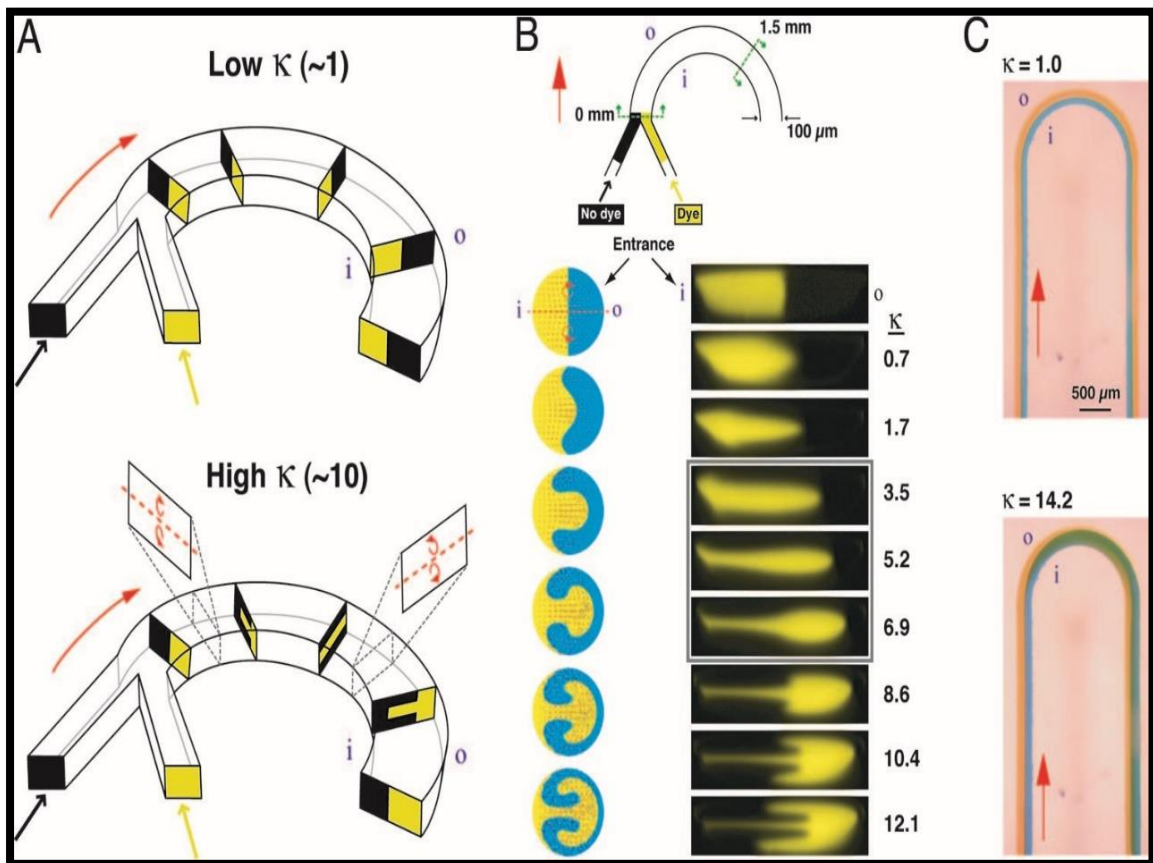 A
Low κ (~1)
o
i
High κ (~10)
i
o
B
o
1.5 mm
i
0 mm
100 µm
No dye
Dye
Entrance
i
o
i
o
κ
0.7
1.7
3.5
5.2
6.9
8.6
10.4
12.1
C
κ = 1.0
o
i
500 µm
κ = 14.2
o
i